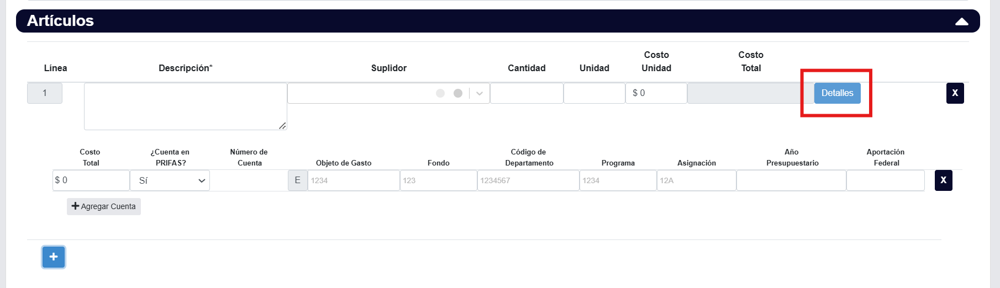 Artículos
Línea Descripción* Suplidor Cantidad Unidad Costo Unidad Costo Total
1 $ 0 Detalles X
Costo Total ¿Cuenta en PRIFAS? Número de Cuenta Objeto de Gasto Fondo Código de Departamento Programa Asignación Año Presupuestario Aportación Federal
$ 0 Sí E 1234 123 1234567 1234 12A X
+ Agregar Cuenta
+